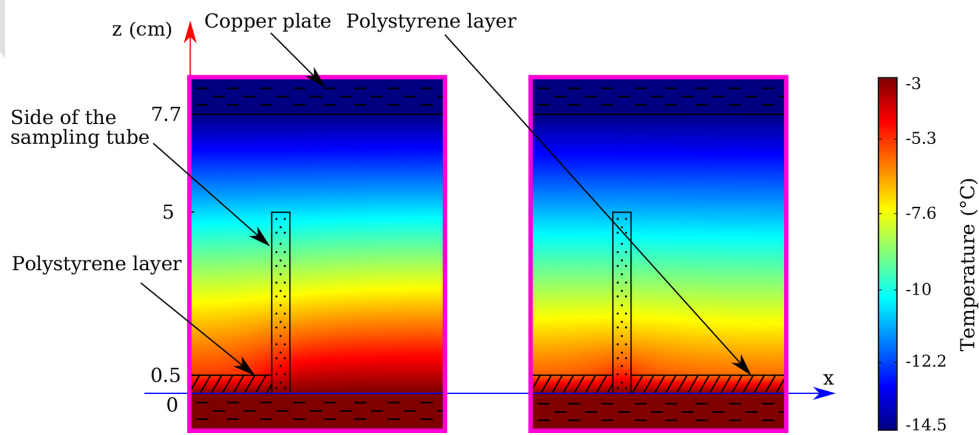 Copper plate
Polystyrene layer
z (cm)
7.7
Side of the
sampling tube
5
Polystyrene layer
0.5
0
x
-3
-5.3
-7.6
-10
-12.2
-14.5
Temperature (°C)